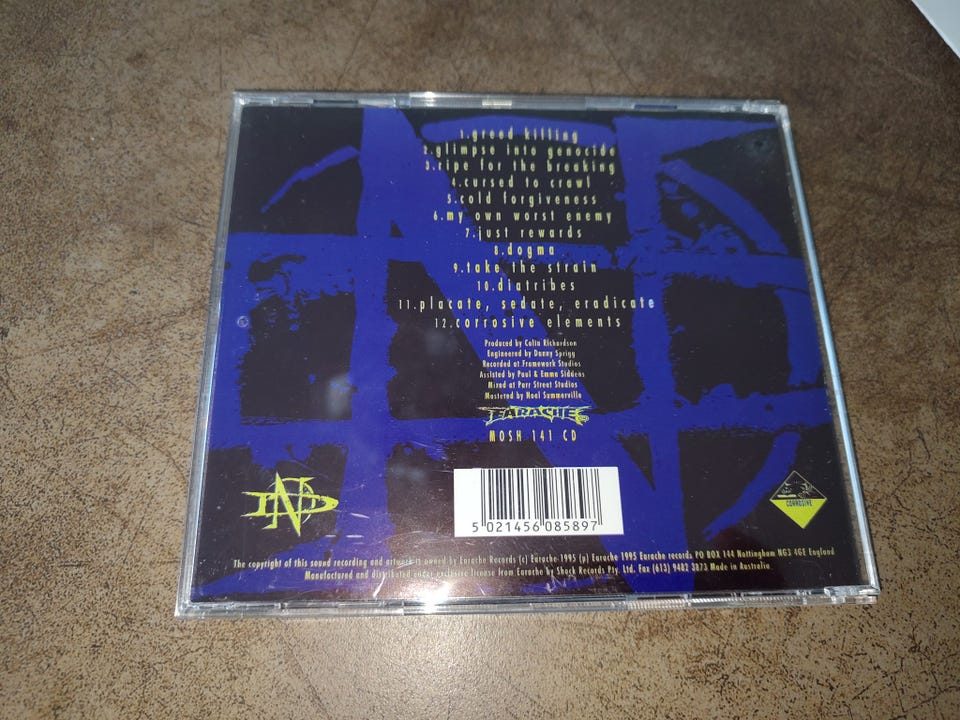 1.greed killing
2.glimpse into genocide
3.ripe for the breaking
4.cursed to crawl
5.cold forgiveness
6.my own worst enemy
7.just rewards
8.dogma
9.take the strain
10.diatribes
11.placate, sedate, eradicate
12.corrosive elements
Produced by Colin Richardson
Engineered by Danny Sprigg
Recorded at Framework Studios
Assisted by Paul & Emma Siddens
Mixed at Parr Street Studios
Mastered by Noel Summerville
EARACHE
MOSH 141 CD
ND
5 021456 085897
CORROSIVE
The copyright of this sound recording and artwork is owned by Earache Records (c) Earache 1995 (p) Earache 1995 Earache records PO BOX 144 Nottingham NG3 4GE England
Manufactured and distributed under exclusive license from Earache by Shock Records Pty. Ltd. Fax (613) 9482 3873 Made in Australia